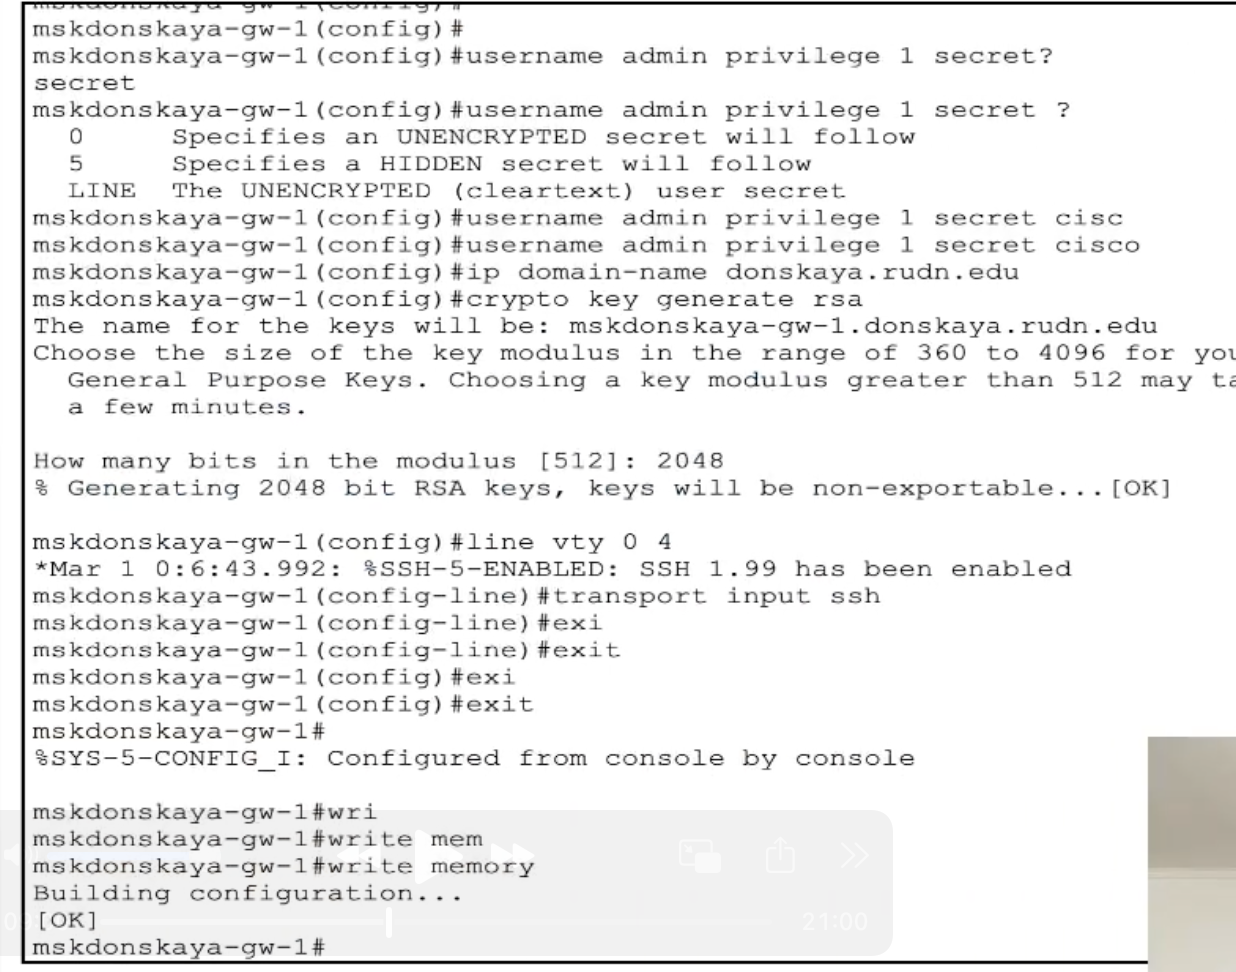 mskdonskaya-gw-1(config)#
mskdonskaya-gw-1(config)#
mskdonskaya-gw-1(config)#username admin privilege 1 secret?
secret
mskdonskaya-gw-1(config)#username admin privilege 1 secret ?
0 Specifies an UNENCRYPTED secret will follow
5 Specifies a HIDDEN secret will follow
LINE The UNENCRYPTED (cleartext) user secret
mskdonskaya-gw-1(config)#username admin privilege 1 secret cisc
mskdonskaya-gw-1(config)#username admin privilege 1 secret cisco
mskdonskaya-gw-1(config)#ip domain-name donskaya.rudn.edu
mskdonskaya-gw-1(config)#crypto key generate rsa
The name for the keys will be: mskdonskaya-gw-1.donskaya.rudn.edu
Choose the size of the key modulus in the range of 360 to 4096 for
General Purpose Keys. Choosing a key modulus greater than 512 may
a few minutes.
How many bits in the modulus [512]: 2048
% Generating 2048 bit RSA keys, keys will be non-exportable...[OK]
mskdonskaya-gw-1(config)#line vty 0 4
*Mar 1 0:6:43.992: %SSH-5-ENABLED: SSH 1.99 has been enabled
mskdonskaya-gw-1(config-line)#transport input ssh
mskdonskaya-gw-1(config-line)#exi
mskdonskaya-gw-1(config-line)#exit
mskdonskaya-gw-1(config)#exi
mskdonskaya-gw-1(config)#exit
mskdonskaya-gw-1#
%SYS-5-CONFIG_I: Configured from console by console
mskdonskaya-gw-1#wri
mskdonskaya-gw-1#write mem
mskdonskaya-gw-1#write memory
Building configuration...
[OK]
21:00
mskdonskaya-gw-1#